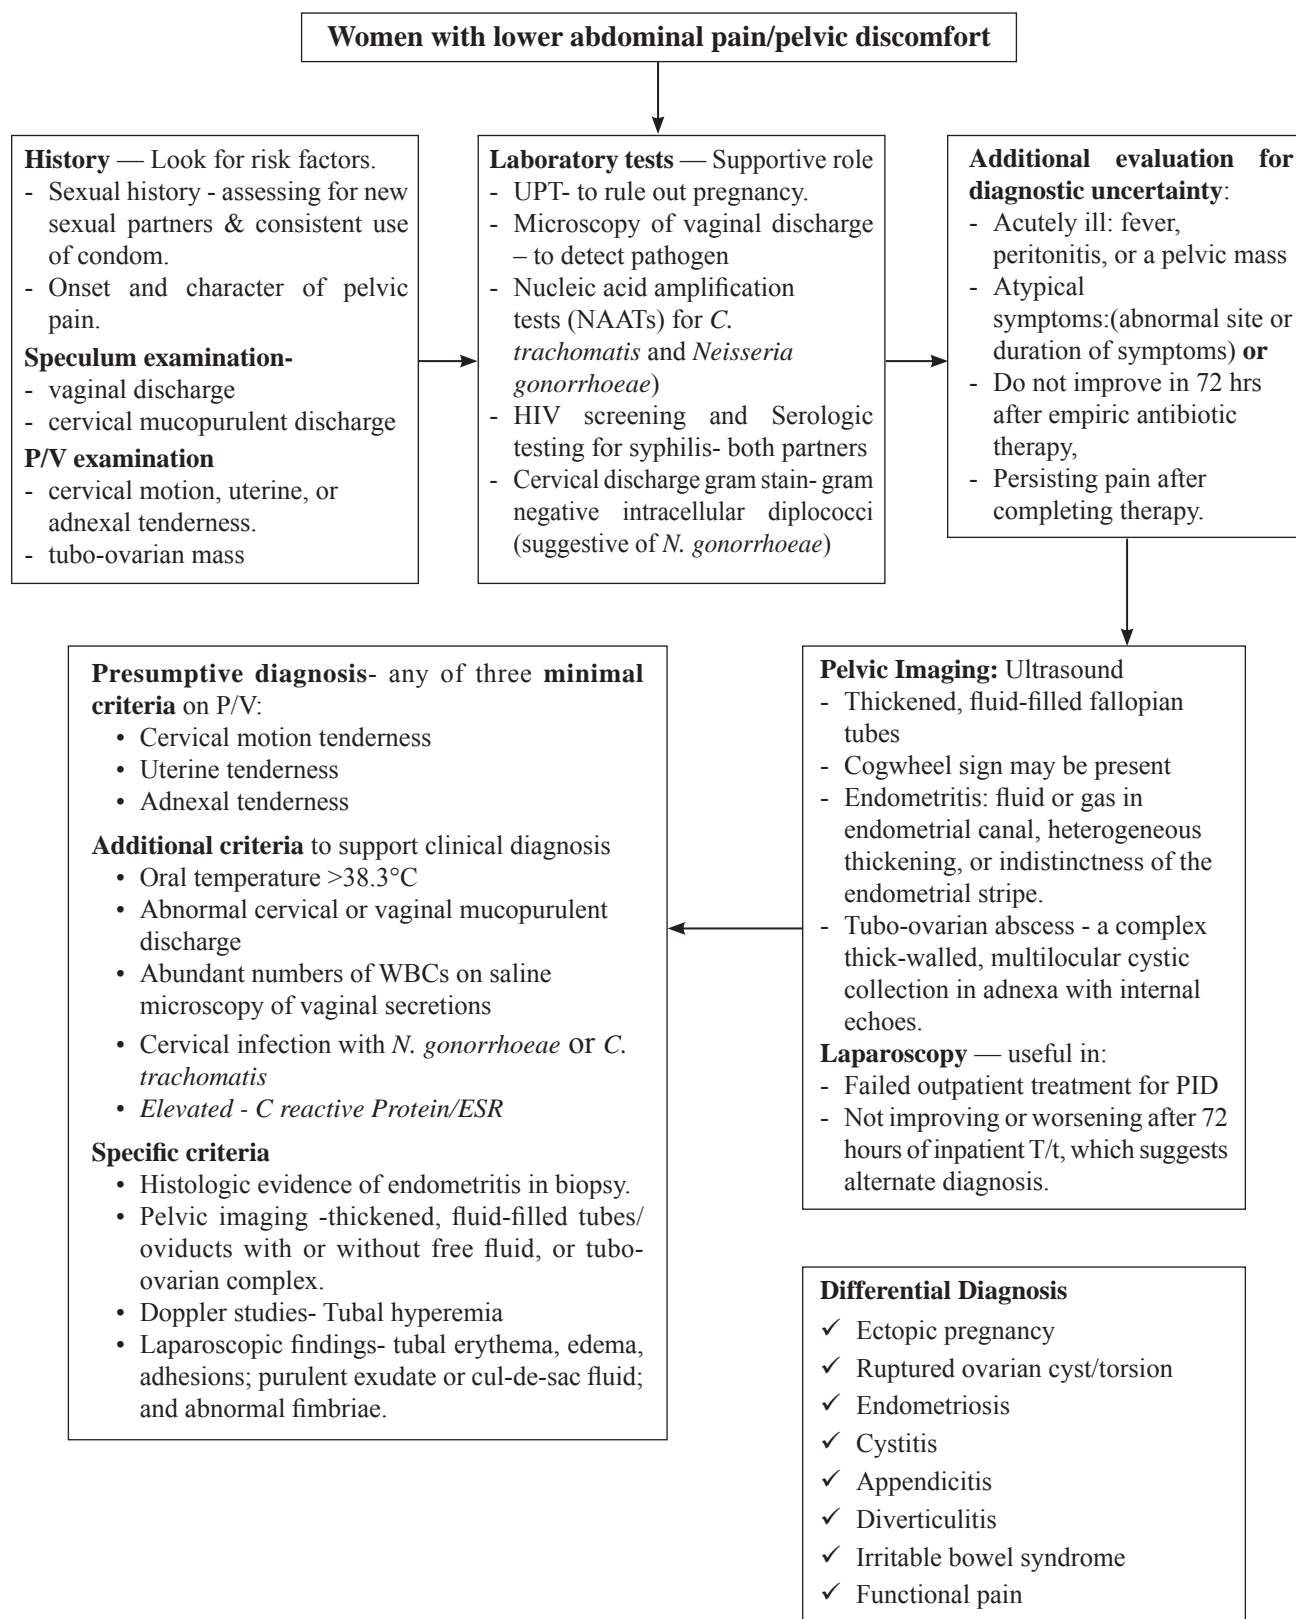 Women with lower abdominal pain/pelvic discomfort
History — Look for risk factors.
- Sexual history - assessing for new
sexual partners & consistent use
of condom.
- Onset and character of pelvic
pain.
Speculum examination-
- vaginal discharge
- cervical mucopurulent discharge
P/V examination
- cervical motion, uterine, or
adnexal tenderness.
- tubo-ovarian mass
Laboratory tests — Supportive role
- UPT- to rule out pregnancy.
- Microscopy of vaginal discharge
– to detect pathogen
- Nucleic acid amplification
tests (NAATs) for C.
trachomatis and Neisseria
gonorrhoeae)
- HIV screening and Serologic
testing for syphilis- both partners
- Cervical discharge gram stain- gram
negative intracellular diplococci
(suggestive of N. gonorrhoeae)
Additional evaluation for
diagnostic uncertainty:
- Acutely ill: fever,
peritonitis, or a pelvic mass
- Atypical
symptoms:(abnormal site or
duration of symptoms) or
- Do not improve in 72 hrs
after empiric antibiotic
therapy,
- Persisting pain after
completing therapy.
Pelvic Imaging: Ultrasound
- Thickened, fluid-filled fallopian
tubes
- Cogwheel sign may be present
- Endometritis: fluid or gas in
endometrial canal, heterogeneous
thickening, or indistinctness of the
endometrial stripe.
- Tubo-ovarian abscess - a complex
thick-walled, multilocular cystic
collection in adnexa with internal
echoes.
Laparoscopy — useful in:
- Failed outpatient treatment for PID
- Not improving or worsening after 72
hours of inpatient T/t, which suggests
alternate diagnosis.
Presumptive diagnosis- any of three minimal
criteria on P/V:
• Cervical motion tenderness
• Uterine tenderness
• Adnexal tenderness
Additional criteria to support clinical diagnosis
• Oral temperature >38.3°C
• Abnormal cervical or vaginal mucopurulent
discharge
• Abundant numbers of WBCs on saline
microscopy of vaginal secretions
• Cervical infection with N. gonorrhoeae or C.
trachomatis
• Elevated - C reactive Protein/ESR
Specific criteria
• Histologic evidence of endometritis in biopsy.
• Pelvic imaging -thickened, fluid-filled tubes/
oviducts with or without free fluid, or tubo-
ovarian complex.
• Doppler studies- Tubal hyperemia
• Laparoscopic findings- tubal erythema, edema,
adhesions; purulent exudate or cul-de-sac fluid;
and abnormal fimbriae.
Differential Diagnosis
✓ Ectopic pregnancy
✓ Ruptured ovarian cyst/torsion
✓ Endometriosis
✓ Cystitis
✓ Appendicitis
✓ Diverticulitis
✓ Irritable bowel syndrome
✓ Functional pain